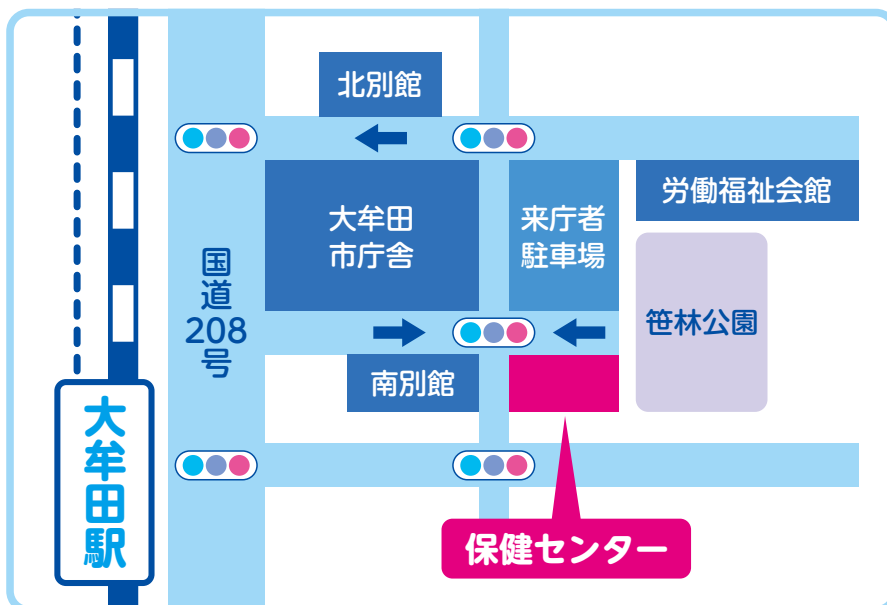 北別館
大牟田
市庁舎
来庁者
駐車場
労働福祉会館
国道
208
号
笹林公園
南別館
大牟田駅
保健センター